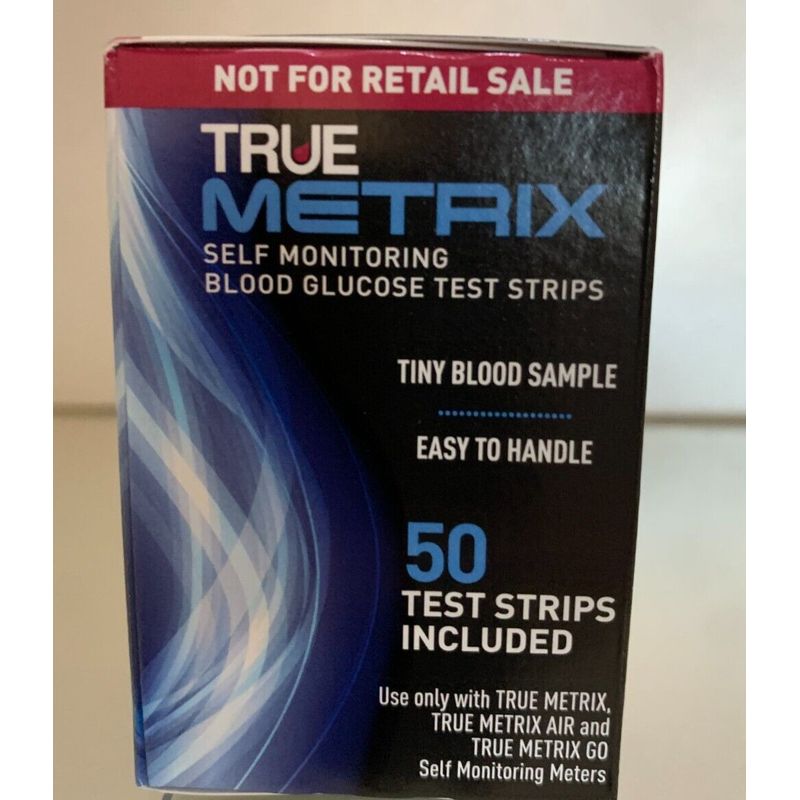 NOT FOR RETAIL SALE
TRUE
METRIX
SELF MONITORING
BLOOD GLUCOSE TEST STRIPS
TINY BLOOD SAMPLE
EASY TO HANDLE
50
TEST STRIPS
INCLUDED
Use only with TRUE METRIX,
TRUE METRIX AIR and
TRUE METRIX GO
Self Monitoring Meters